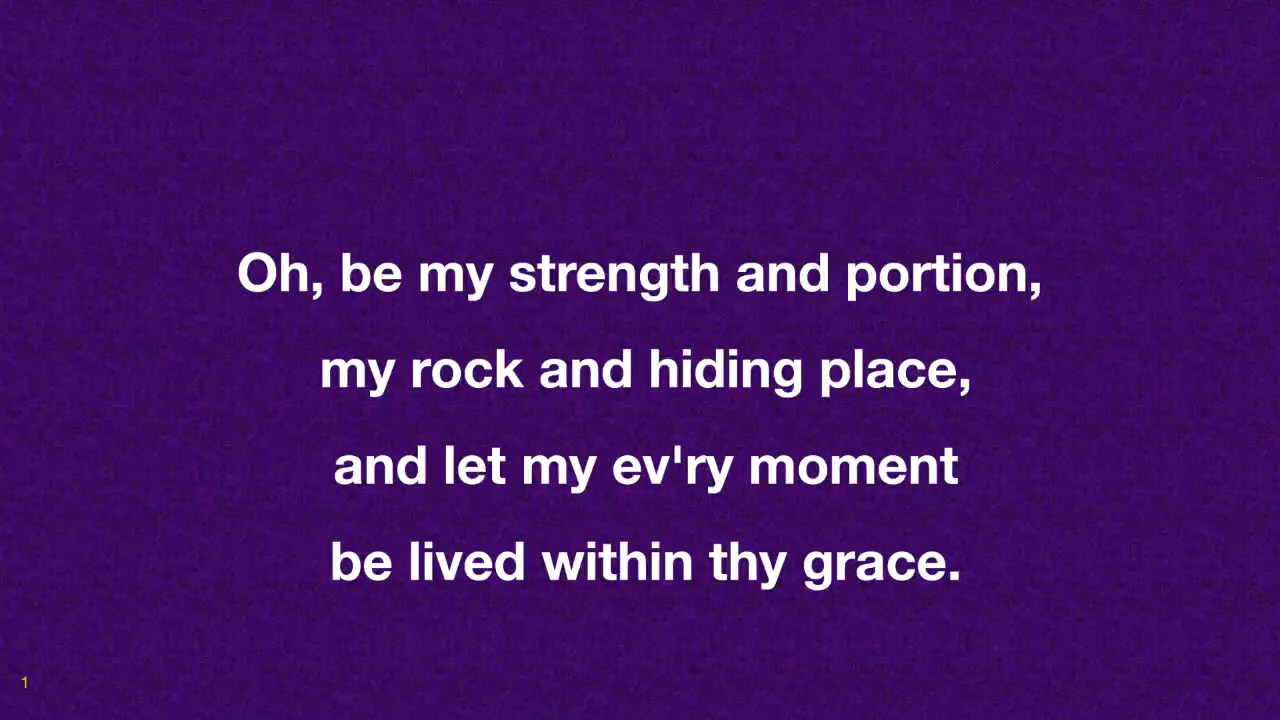 Oh, be my strength and portion,
my rock and hiding place,
and let my ev'ry moment
be lived within thy grace.
1